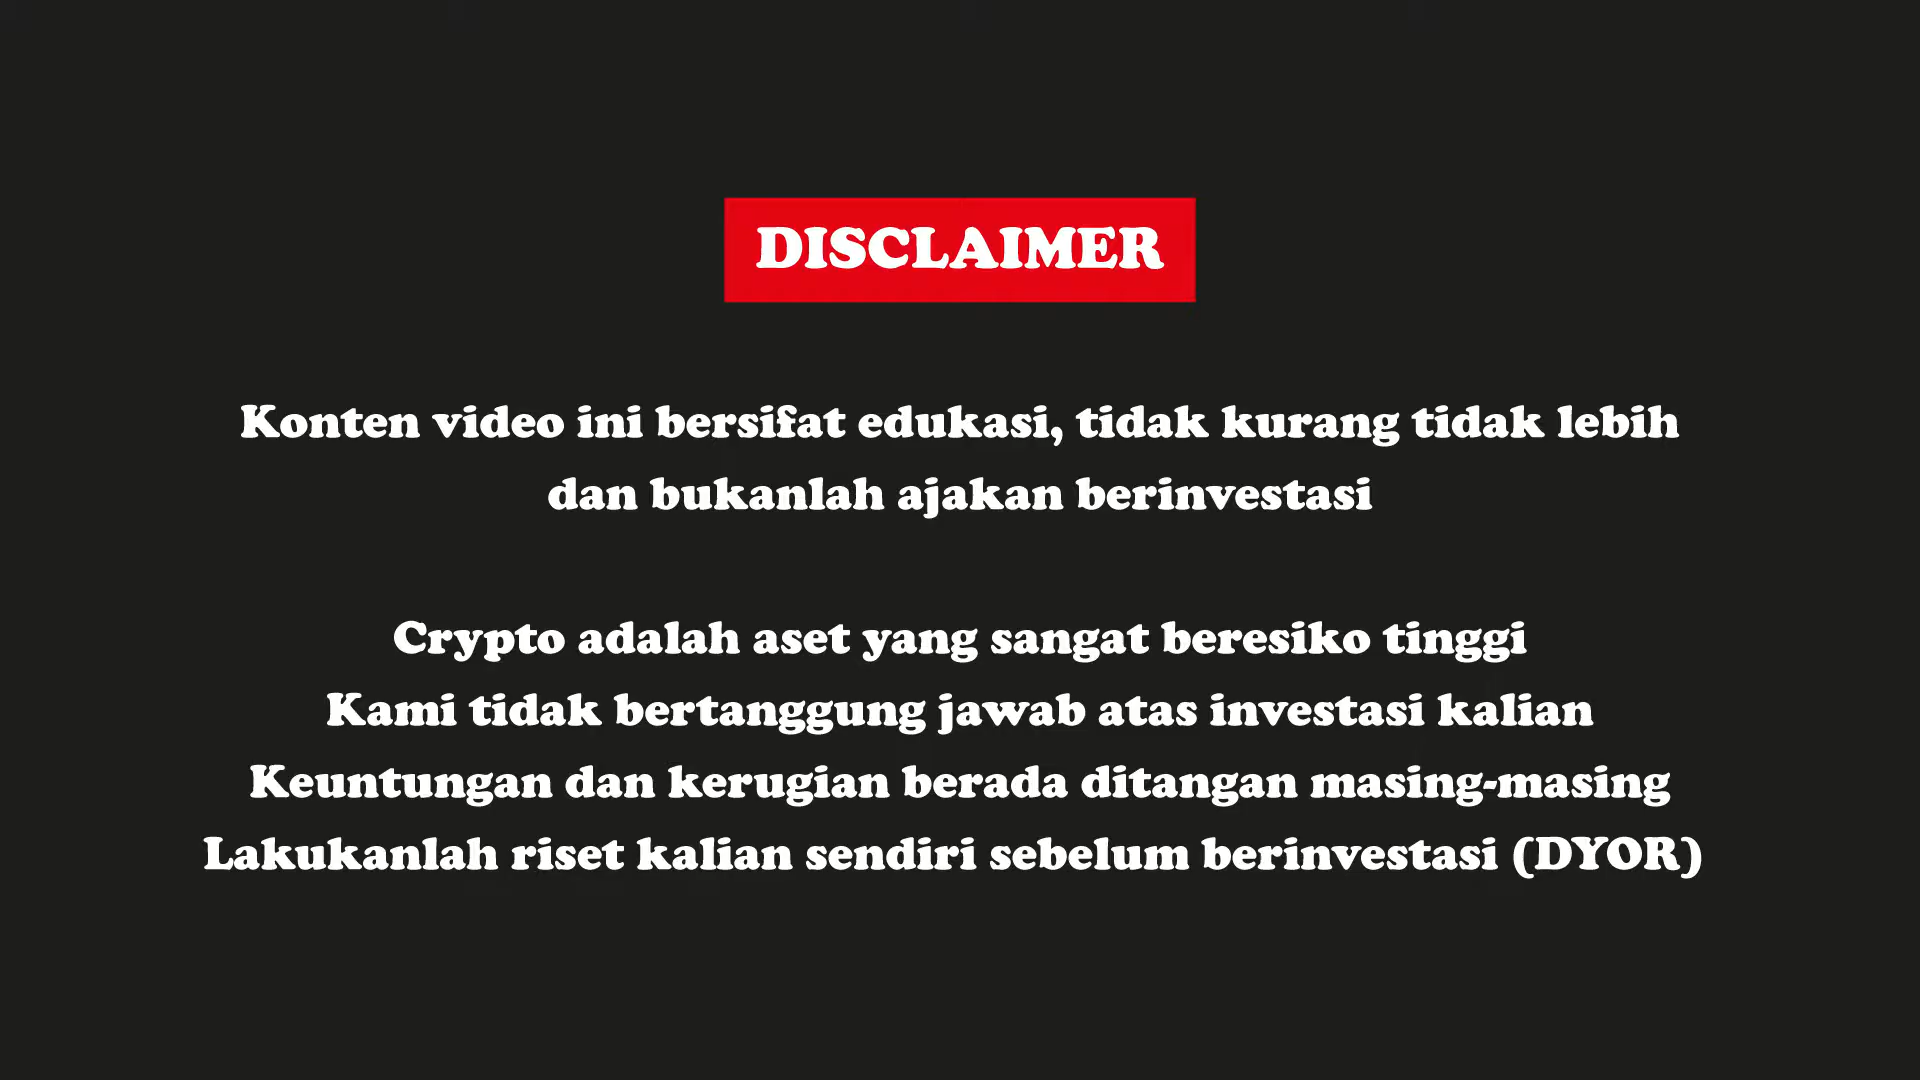 DISCLAIMER
Konten video ini bersifat edukasi, tidak kurang tidak lebih
dan bukanlah ajakan berinvestasi
Crypto adalah aset yang sangat beresiko tinggi
Kami tidak bertanggung jawab atas investasi kalian
Keuntungan dan kerugian berada ditangan masing-masing
Lakukanlah riset kalian sendiri sebelum berinvestasi (DYOR)